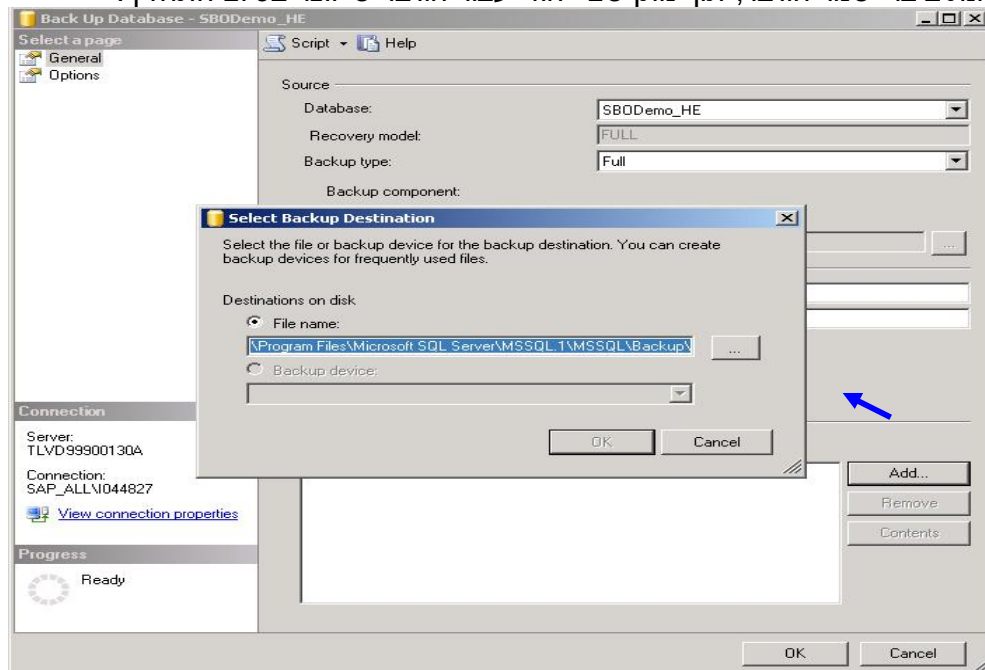 Back Up Database - SBODemo_HE
Select a page
General
Options
Script
Help
Source
Database:
SBODemo_HE
Recovery model:
FULL
Backup type:
Full
Backup component:
...
Select Backup Destination
Select the file or backup device for the backup destination. You can create
backup devices for frequently used files.
Destinations on disk
File name:
\Program Files\Microsoft SQL Server\MSSQL.1\MSSQL\Backup\
...
Backup device:
OK
Cancel
Connection
Server:
TLVD99900130A
Connection:
SAP_ALL\I044827
View connection properties
Progress
Ready
Add...
Remove
Contents
OK
Cancel